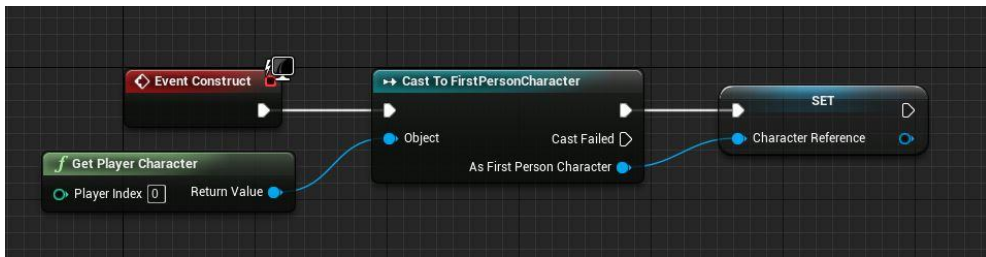 Event Construct
Cast To FirstPersonCharacter
SET
Object
Cast Failed
Character Reference
As First Person Character
f Get Player Character
Player Index 0
Return Value